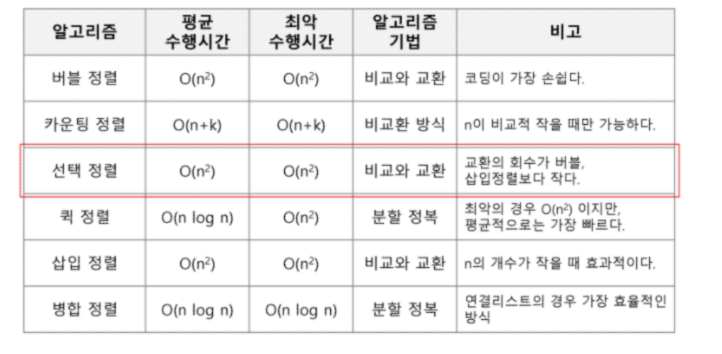 알고리즘 평균 수행시간 최악 수행시간 알고리즘 기법 비고
버블 정렬 O(n²) O(n²) 비교와 교환 코딩이 가장 손쉽다.
카운팅 정렬 O(n+k) O(n+k) 비교환 방식 n이 비교적 작을 때만 가능하다.
선택 정렬 O(n²) O(n²) 비교와 교환 교환의 회수가 버블,
삽입정렬보다 작다.
퀵 정렬 O(n log n) O(n²) 분할 정복 최악의 경우 O(n²) 이지만,
평균적으로는 가장 빠르다.
삽입 정렬 O(n²) O(n²) 비교와 교환 n의 개수가 작을 때 효과적이다.
병합 정렬 O(n log n) O(n log n) 분할 정복 연결리스트의 경우 가장 효율적인
방식